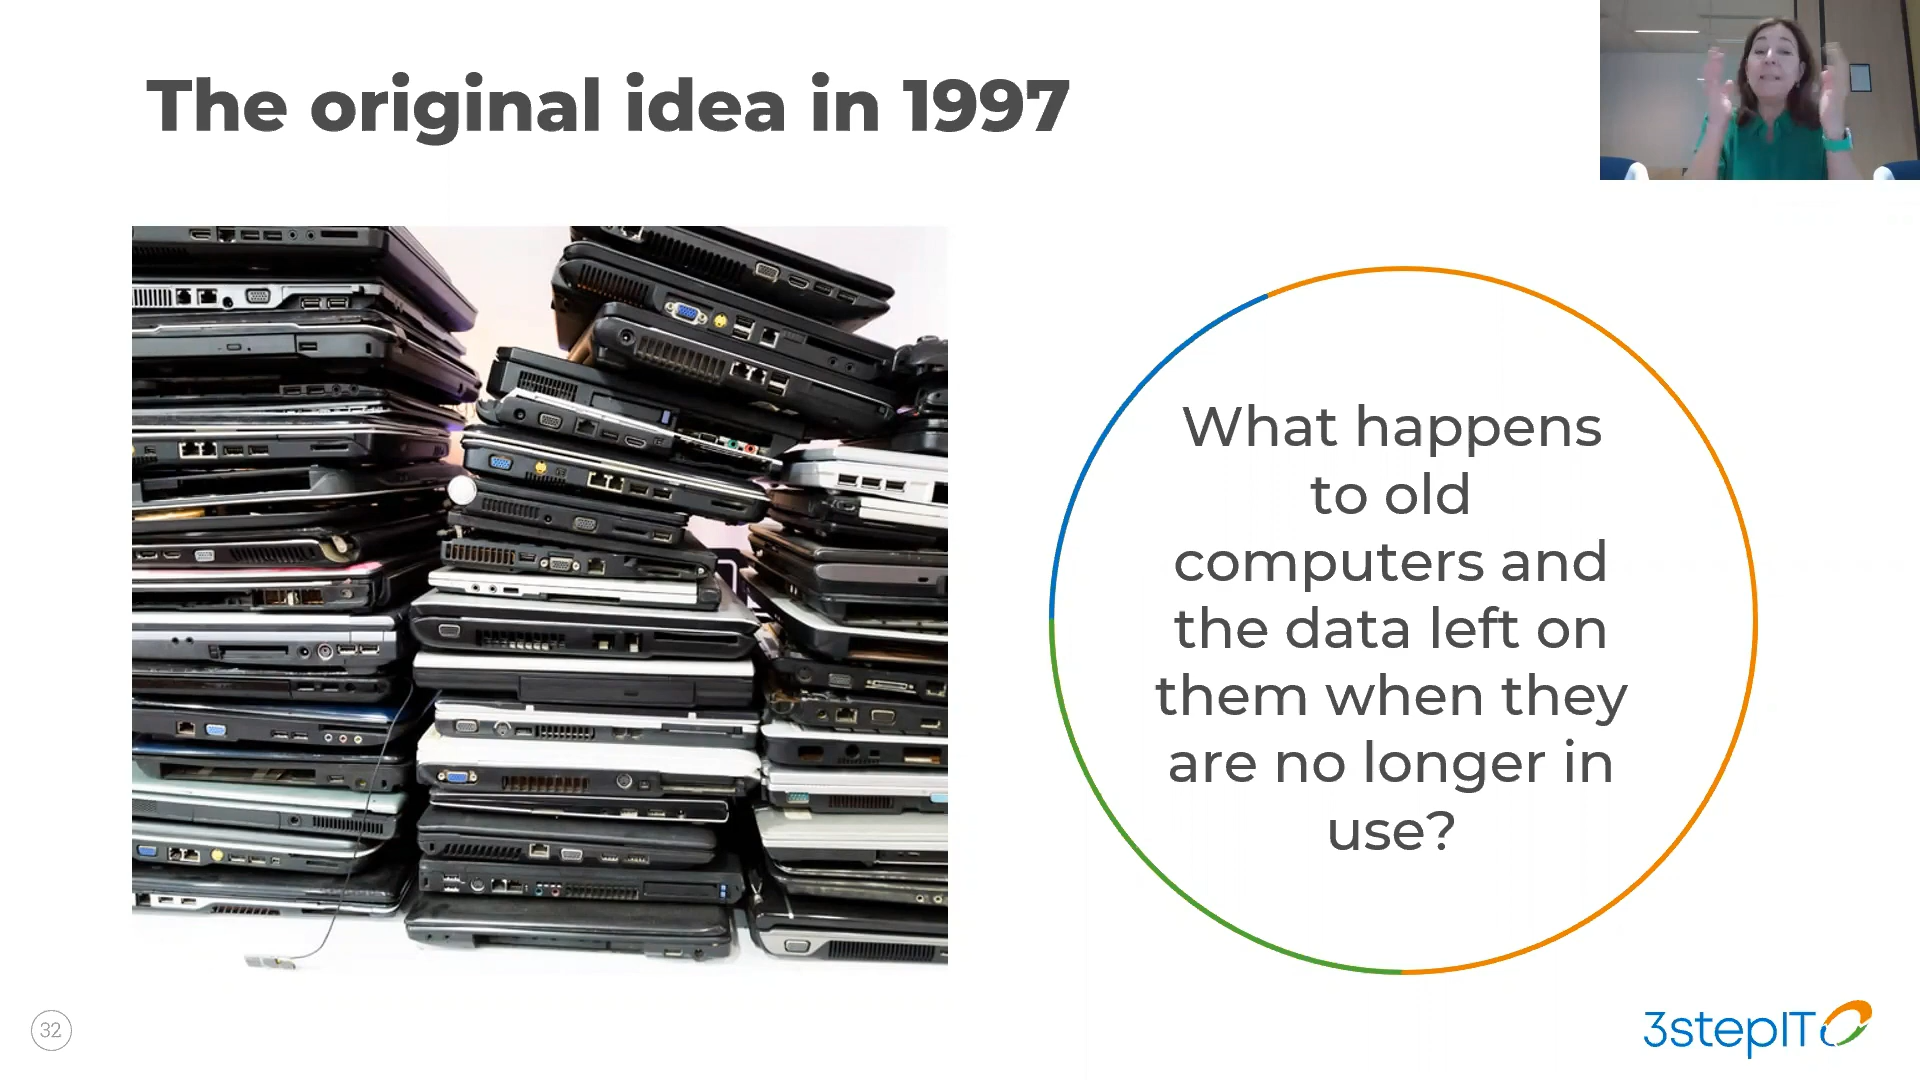 The original idea in 1997
What happens
to old
computers and
the data left on
them when they
are no longer in
use?
32
3stepIT